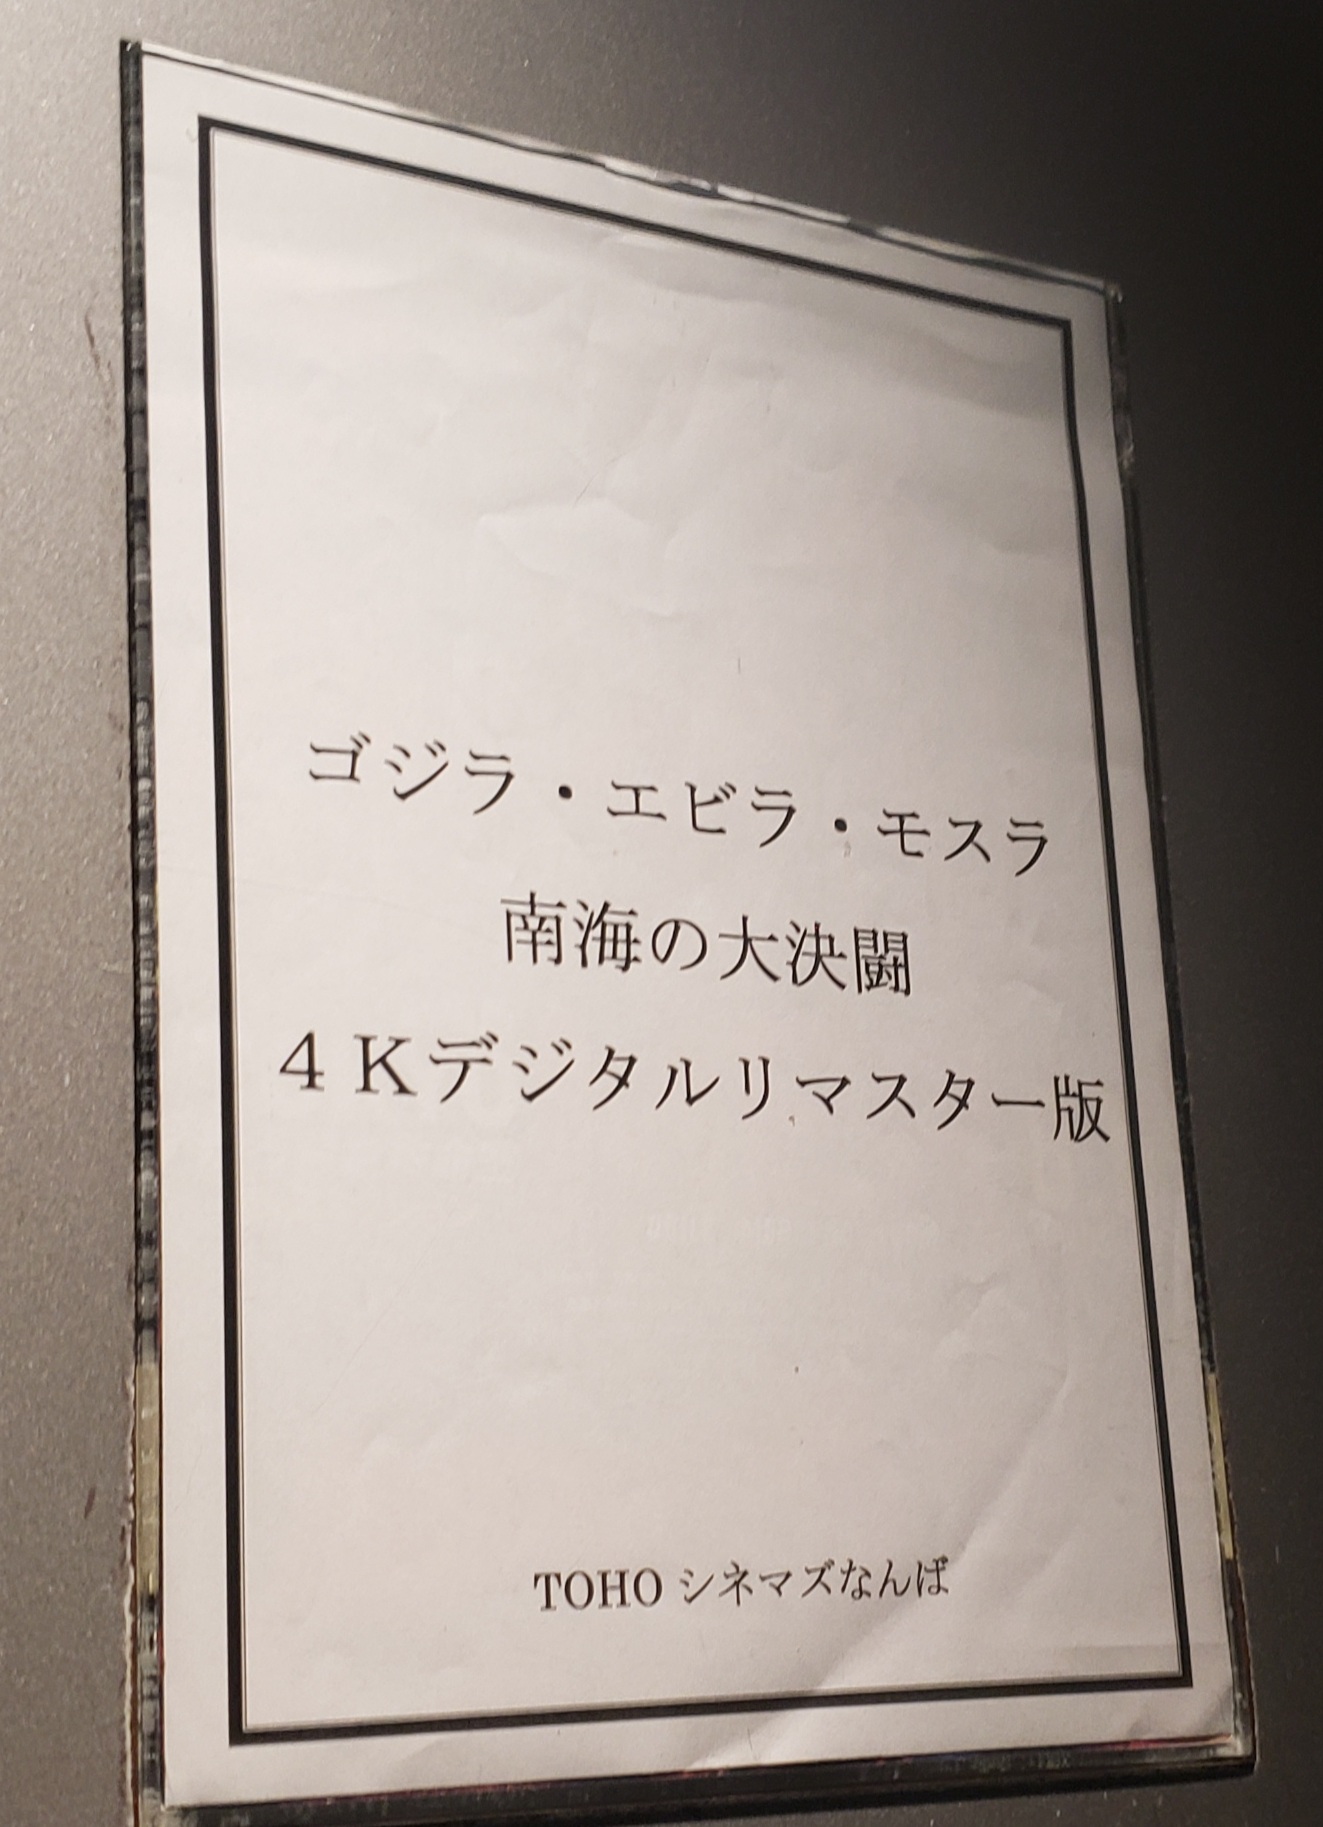 ゴジラ・エビラ・モスラ
南海の大決闘
４Ｋデジタルリマスター版
TOHO シネマズなんば